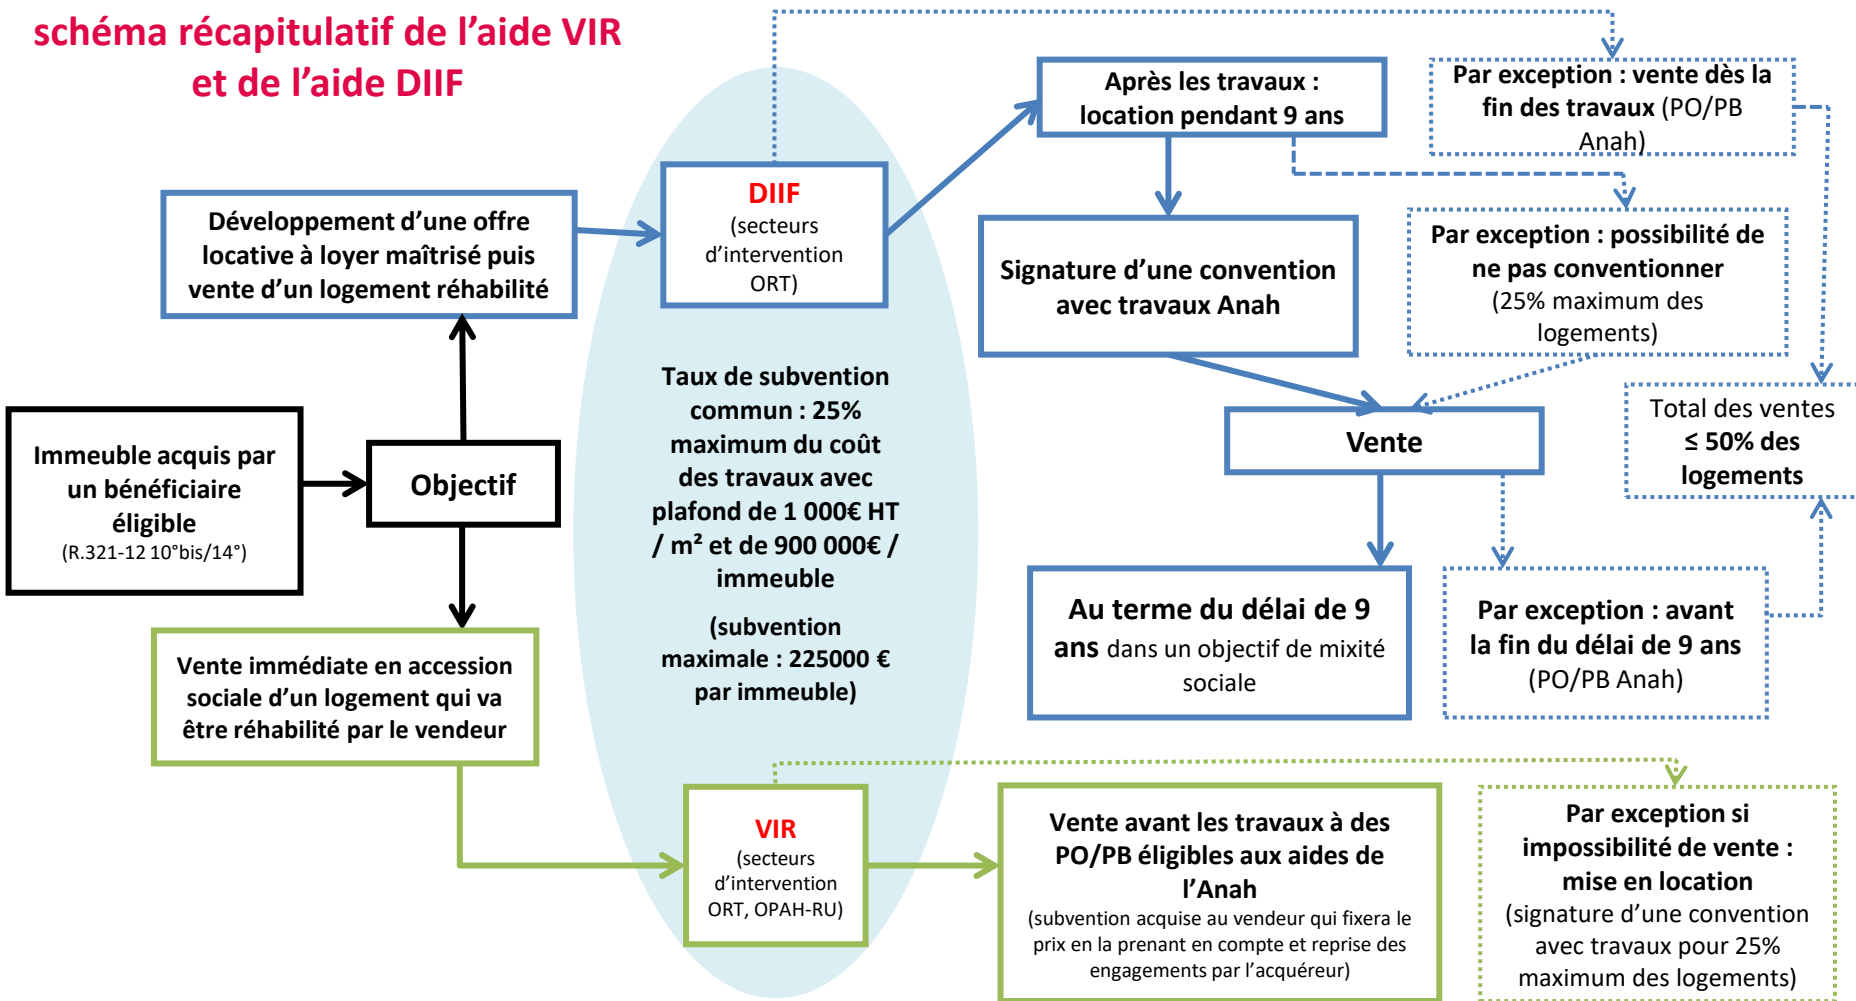 schéma récapitulatif de l’aide VIR
et de l’aide DIIF
Immeuble acquis par
un bénéficiaire
éligible
(R.321-12 10°bis/14°)
Objectif
Développement d’une offre
locative à loyer maîtrisé puis
vente d’un logement réhabilité
Vente immédiate en accession
sociale d’un logement qui va
être réhabilité par le vendeur
DIIF
(secteurs
d’intervention
ORT)
Taux de subvention
commun : 25%
maximum du coût
des travaux avec
plafond de 1 000€ HT
/ m² et de 900 000€ /
immeuble
(subvention
maximale : 225000 €
par immeuble)
VIR
(secteurs
d’intervention
ORT, OPAH-RU)
Après les travaux :
location pendant 9 ans
Par exception : vente dès la
fin des travaux (PO/PB
Anah)
Signature d’une convention
avec travaux Anah
Par exception : possibilité de
ne pas conventionner
(25% maximum des
logements)
Vente
Total des ventes
≤ 50% des
logements
Au terme du délai de 9
ans dans un objectif de mixité
sociale
Par exception : avant
la fin du délai de 9 ans
(PO/PB Anah)
Vente avant les travaux à des
PO/PB éligibles aux aides de
l’Anah
(subvention acquise au vendeur qui fixera le
prix en la prenant en compte et reprise des
engagements par l’acquéreur)
Par exception si
impossibilité de vente :
mise en location
(signature d’une convention
avec travaux pour 25%
maximum des logements)